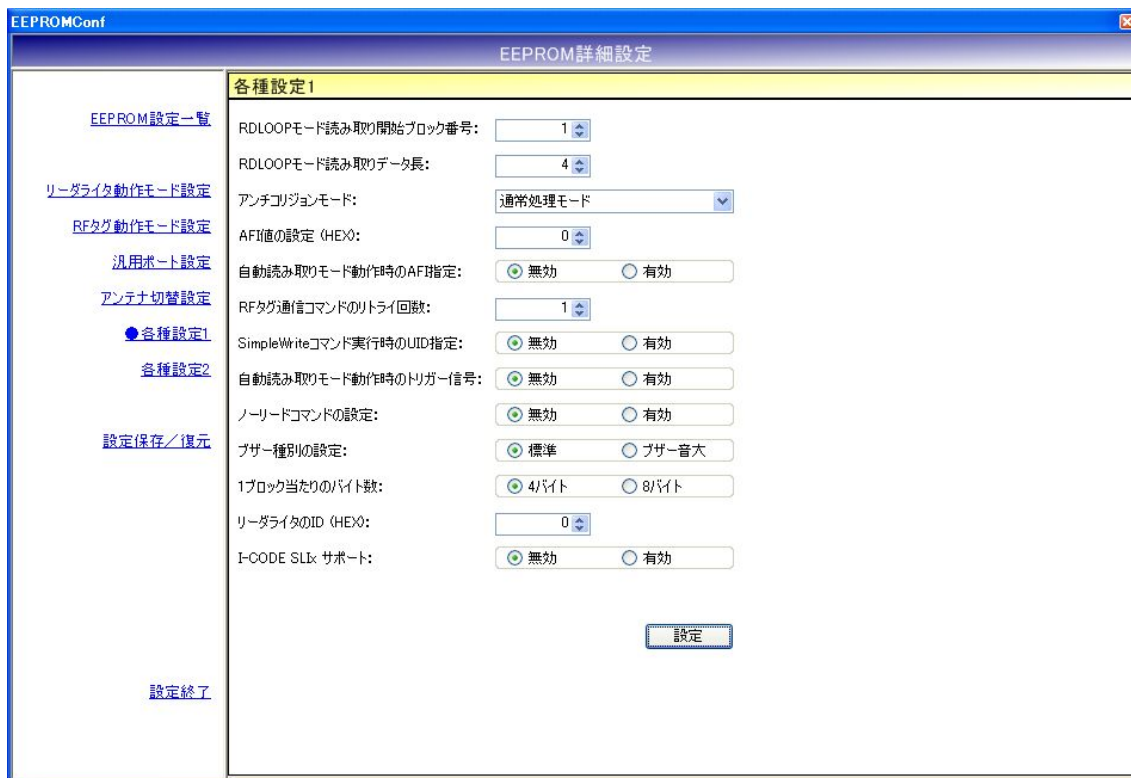 EEPROMConf
EEPROM詳細設定
EEPROM設定一覧
リーダライタ動作モード設定
RFタグ動作モード設定
汎用ポート設定
アンテナ切替設定
●各種設定1
各種設定2
設定保存／復元
設定終了
各種設定1
RDLOOPモード読み取り開始ブロック番号: 1
RDLOOPモード読み取りデータ長: 4
アンチコリジョンモード: 通常処理モード
AFI値の設定 (HEX): 0
自動読み取りモード動作時のAFI指定: 無効 有効
RFタグ通信コマンドのリトライ回数: 1
SimpleWriteコマンド実行時のUID指定: 無効 有効
自動読み取りモード動作時のトリガー信号: 無効 有効
ノーリードコマンドの設定: 無効 有効
ブザー種別の設定: 標準 ブザー音大
1ブロック当たりのバイト数: 4バイト 8バイト
リーダライタのID (HEX): 0
I-CODE SLIx サポート: 無効 有効
設定